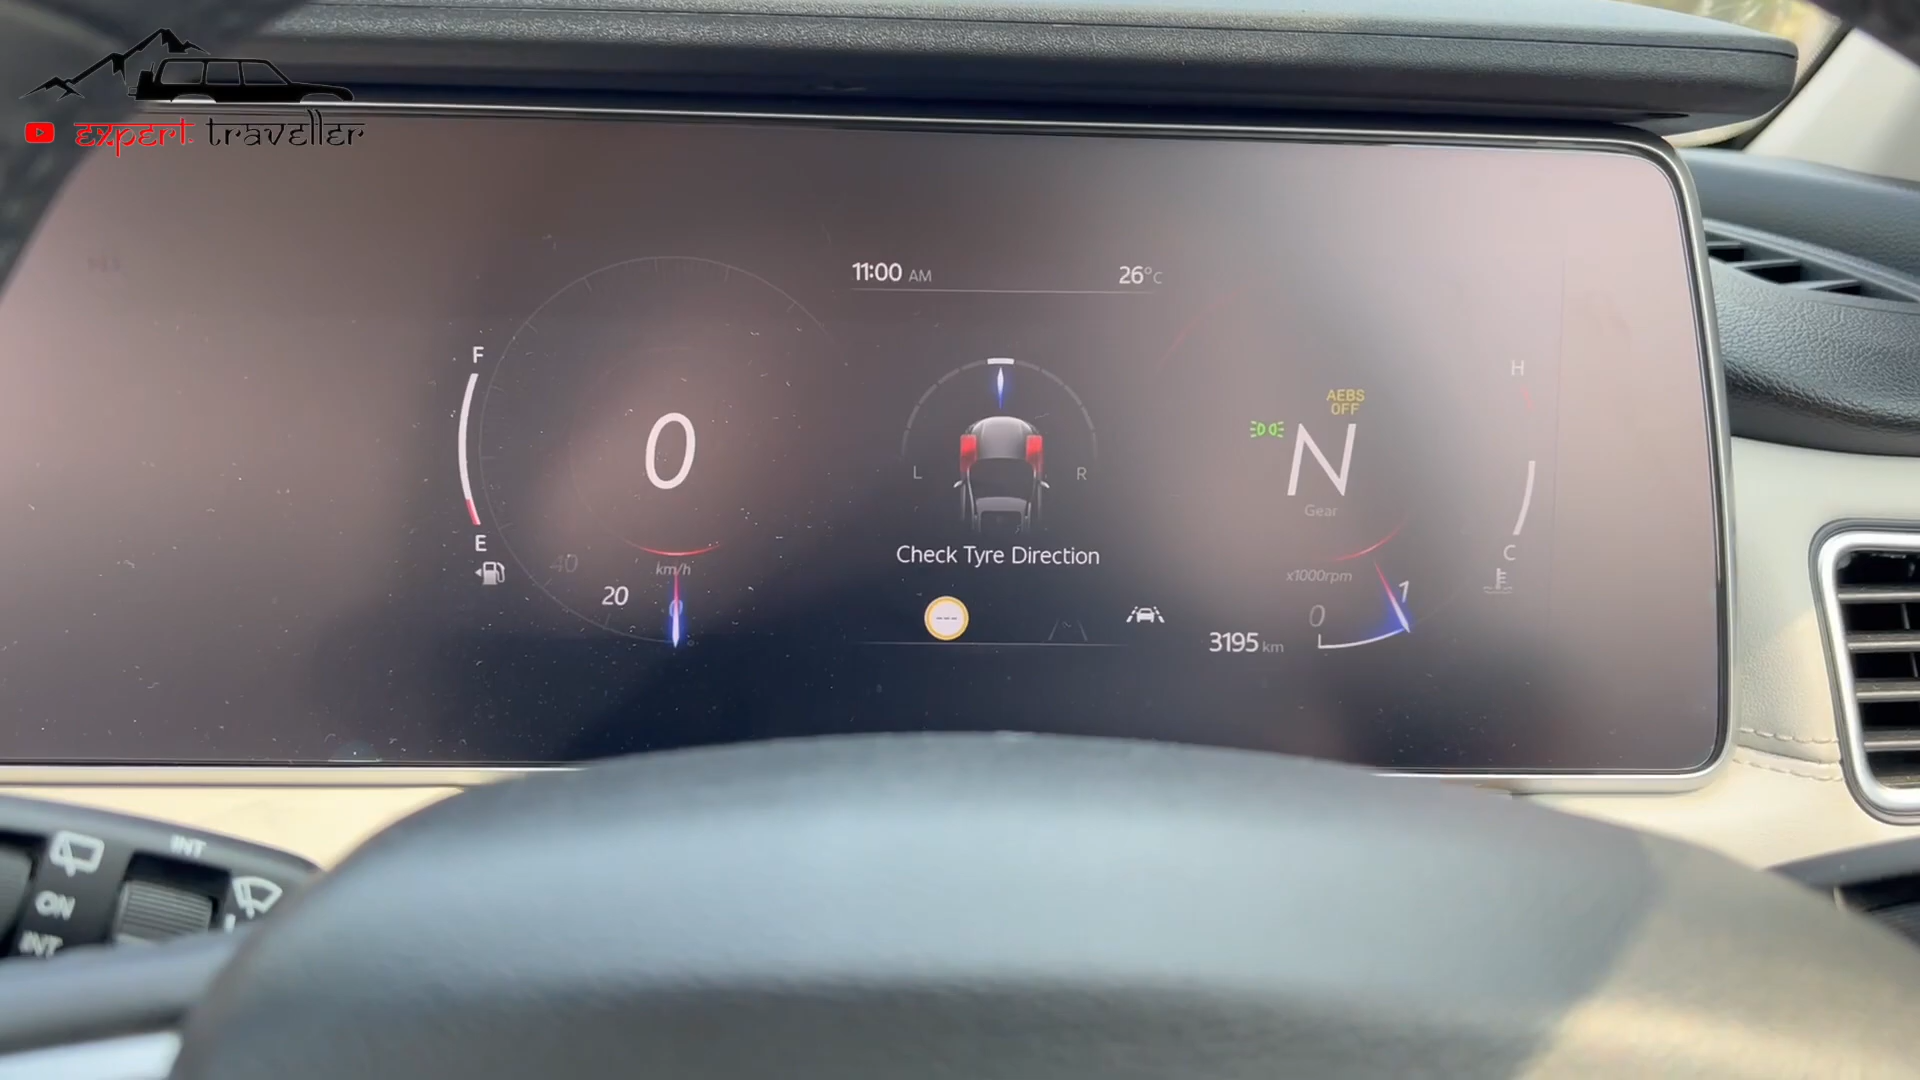 expert traveller
11:00 AM
26°C
F
H
AEBS
OFF
0
N
L
R
Gear
E
C
Check Tyre Direction
40
km/h
x1000rpm
20
0
1
0
---
3195 km
INT
ON
INT